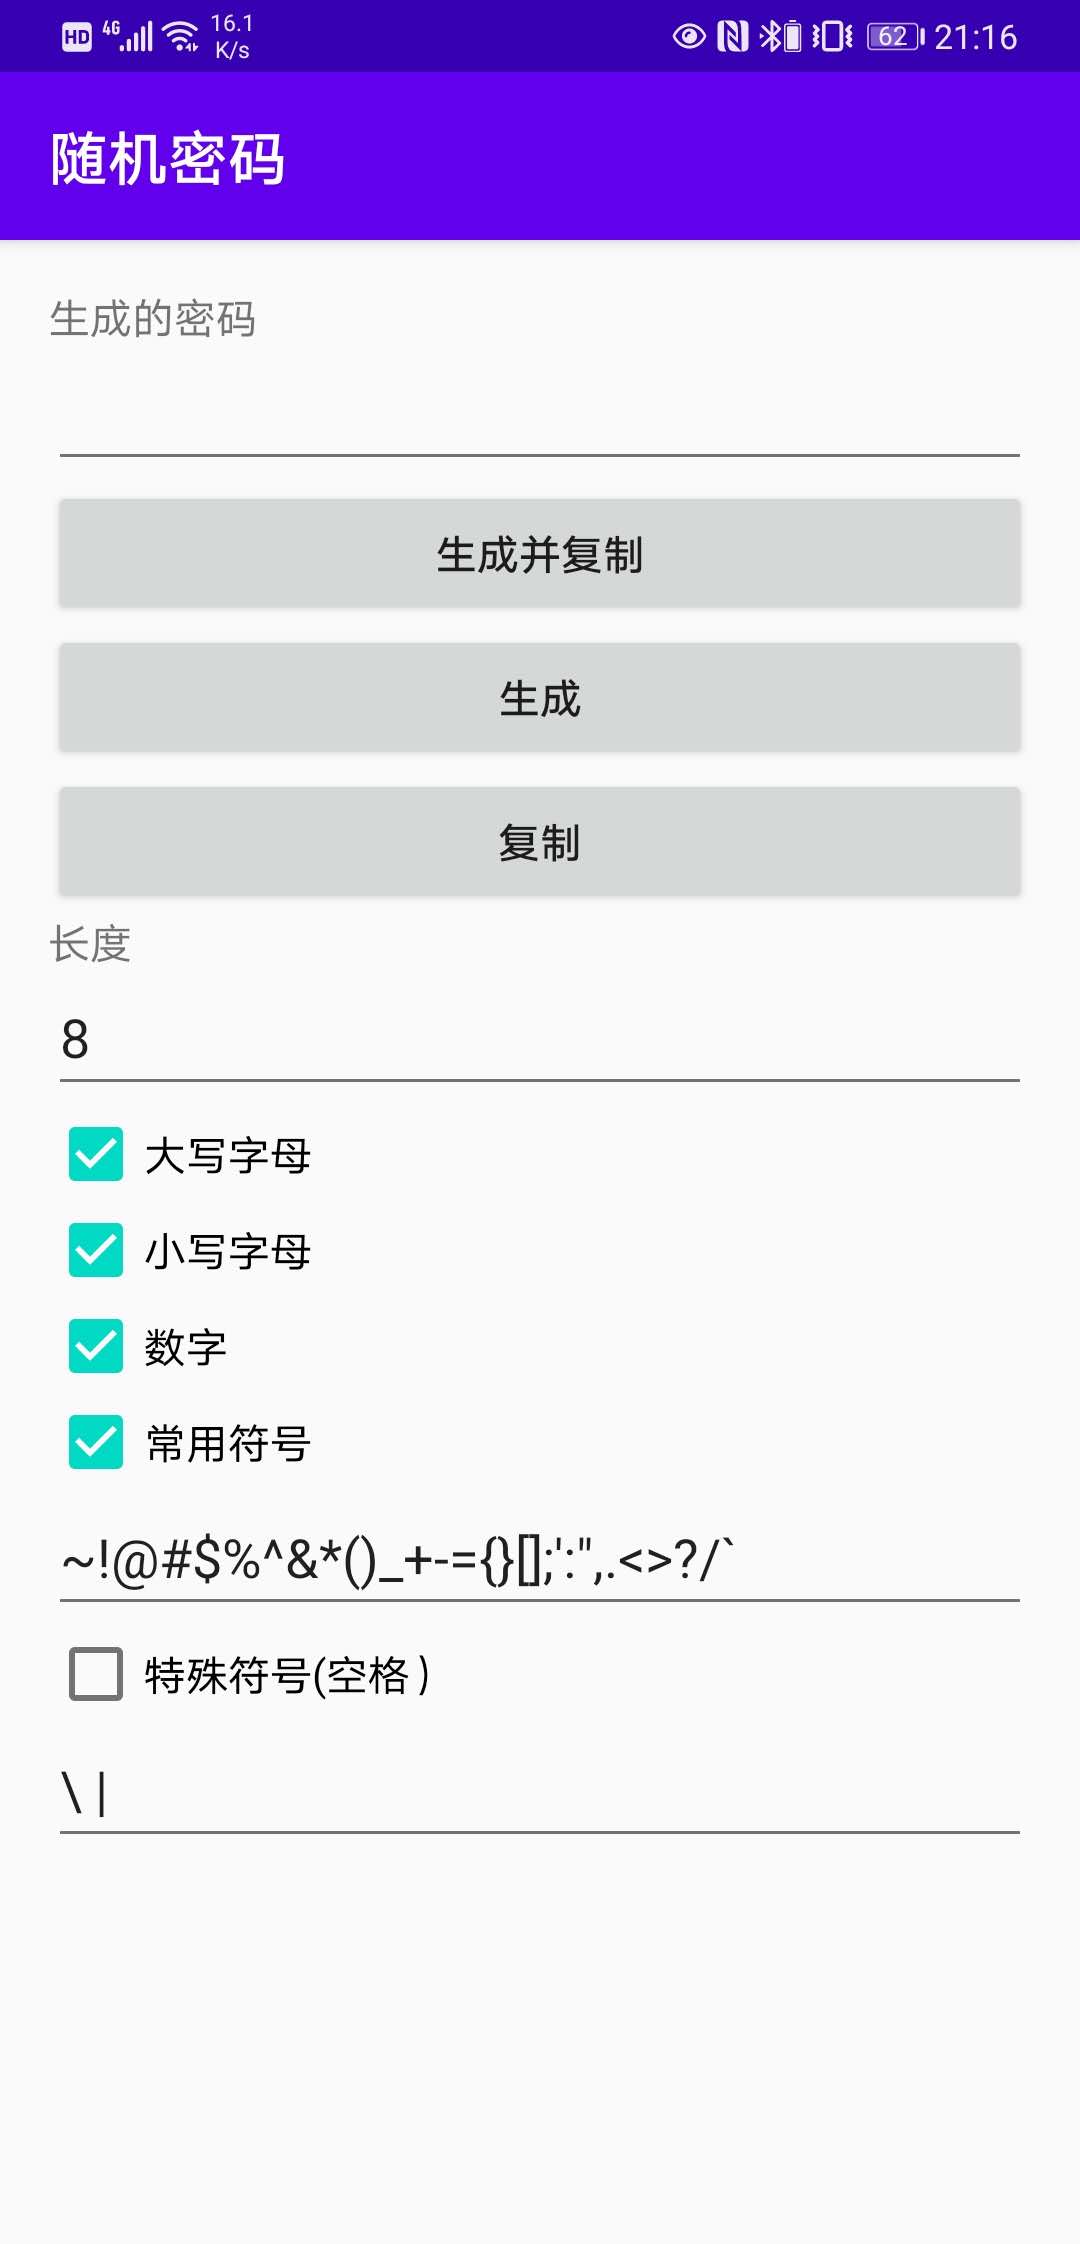 HD 4G 16.1 K/s 62 21:16
随机密码
生成的密码
生成并复制
生成
复制
长度
8
大写字母
小写字母
数字
常用符号
~!@#$%^&*()_+-={}[];':",.<>?/`
特殊符号(空格 )
\ |